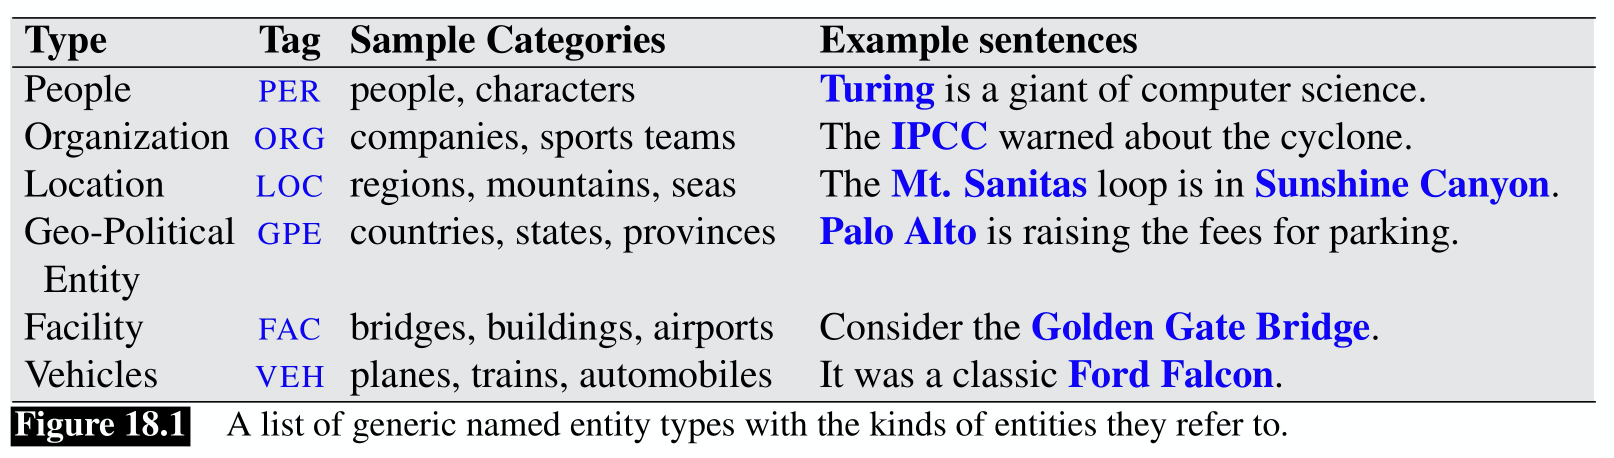 Type Tag Sample Categories Example sentences
People PER people, characters Turing is a giant of computer science.
Organization ORG companies, sports teams The IPCC warned about the cyclone.
Location LOC regions, mountains, seas The Mt. Sanitas loop is in Sunshine Canyon.
Geo-Political GPE countries, states, provinces Palo Alto is raising the fees for parking.
Entity
Facility FAC bridges, buildings, airports Consider the Golden Gate Bridge.
Vehicles VEH planes, trains, automobiles It was a classic Ford Falcon.
Figure 18.1 A list of generic named entity types with the kinds of entities they refer to.